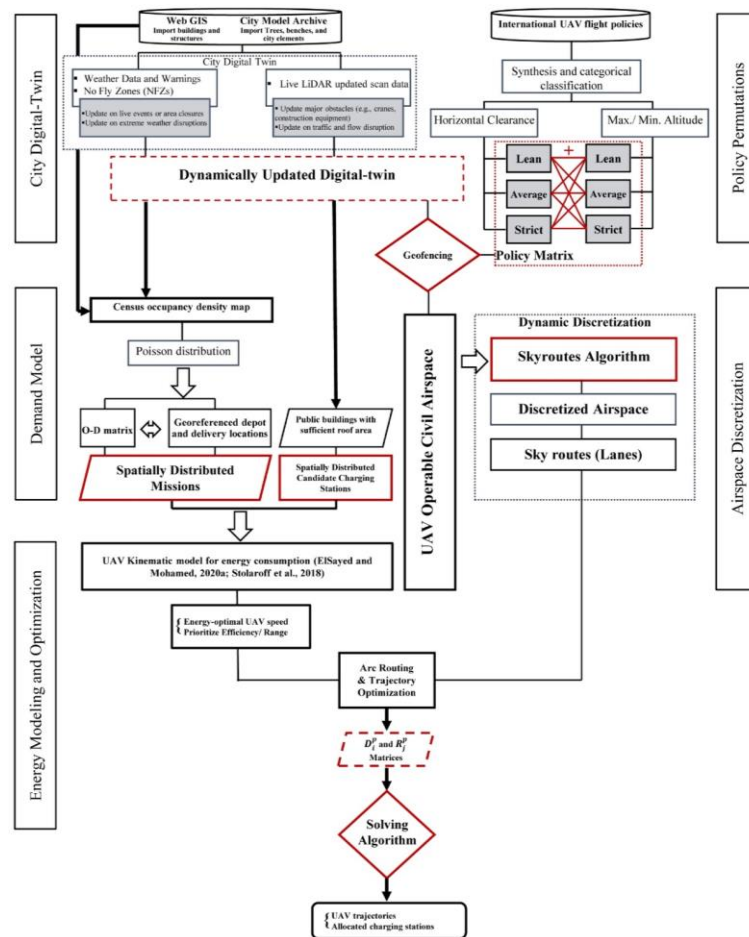 Web GIS
Import buildings and
structures
City Model Archive
Import Trees, benches, and
city elements
City Digital Twin
Weather Data and Warnings
No Fly Zones (NFZs)
Update on live events or area closures
Update on extreme weather disruptions
Live LiDAR updated scan data
Update major obstacles (e.g., cranes,
construction equipment)
Update on traffic and flow disruption
Dynamically Updated Digital-twin
City Digital-Twin
International UAV flight policies
Synthesis and categorical
classification
Horizontal Clearance
Max./ Min. Altitude
Lean
+
Lean
Average
Average
Strict
Strict
Policy Matrix
Geofencing
Policy Permutations
Demand Model
Census occupancy density map
Poisson distribution
O-D matrix
Georeferenced depot
and delivery locations
Public buildings with
sufficient roof area
Spatially Distributed
Missions
Spatially Distributed
Candidate Charging
Stations
UAV Operable Civil Airspace
Dynamic Discretization
Skyroutes Algorithm
Discretized Airspace
Sky routes (Lanes)
Airspace Discretization
Energy Modeling and Optimization
UAV Kinematic model for energy consumption (ElSayed and
Mohamed, 2020a; Stolaroff et al., 2018)
Energy-optimal UAV speed
Prioritize Efficiency/ Range
Arc Routing
& Trajectory
Optimization
D_i^p and R_j^p
Matrices
Solving
Algorithm
UAV trajectories
Allocated charging stations